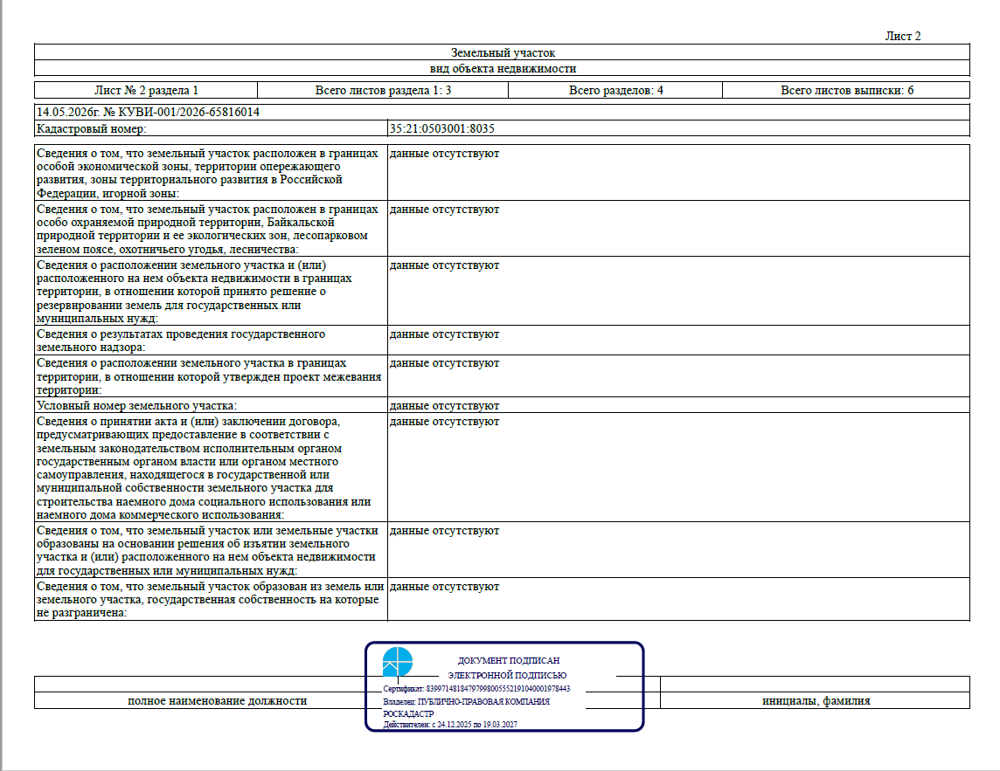 Лист 2
Земельный участок
вид объекта недвижимости
Лист № 2 раздела 1
Всего листов раздела 1: 3
Всего разделов: 4
Всего листов выписки: 6
14.05.2026г. № КУВИ-001/2026-65816014
Кадастровый номер:
35:21:0503001:8035
Сведения о том, что земельный участок расположен в границах
особой экономической зоны, территории опережающего
развития, зоны территориального развития в Российской
Федерации, игорной зоны:
данные отсутствуют
Сведения о том, что земельный участок расположен в границах
особо охраняемой природной территории, Байкальской
природной территории и ее экологических зон, лесопарковом
зеленом поясе, охотничьего угодья, лесничества:
данные отсутствуют
Сведения о расположении земельного участка и (или)
расположенного на нем объекта недвижимости в границах
территории, в отношении которой принято решение о
резервировании земель для государственных или
муниципальных нужд:
данные отсутствуют
Сведения о результатах проведения государственного
земельного надзора:
данные отсутствуют
Сведения о расположении земельного участка в границах
территории, в отношении которой утвержден проект межевания
территории:
данные отсутствуют
Условный номер земельного участка:
данные отсутствуют
Сведения о принятии акта и (или) заключении договора,
предусматривающих предоставление в соответствии с
земельным законодательством исполнительным органом
государственным органом власти или органом местного
самоуправления, находящегося в государственной или
муниципальной собственности земельного участка для
строительства наемного дома социального использования или
наемного дома коммерческого использования:
данные отсутствуют
Сведения о том, что земельный участок или земельные участки
образованы на основании решения об изъятии земельного
участка и (или) расположенного на нем объекта недвижимости
для государственных или муниципальных нужд:
данные отсутствуют
Сведения о том, что земельный участок образован из земель или
земельного участка, государственная собственность на которые
не разграничена:
данные отсутствуют
ДОКУМЕНТ ПОДПИСАН
ЭЛЕКТРОННОЙ ПОДПИСЬЮ
Сертификат: 83997148184797998005552191040001978443
Владелец: ПУБЛИЧНО-ПРАВОВАЯ КОМПАНИЯ
РОСКАДАСТР
Действителен: с 24.12.2025 по 19.03.2027
полное наименование должности
инициалы, фамилия